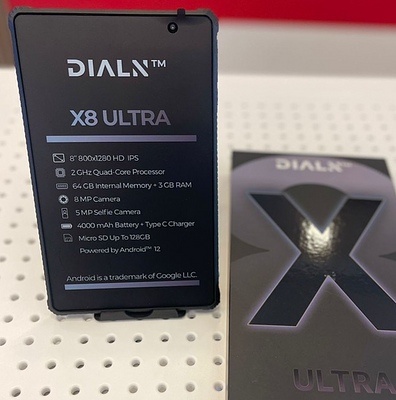 DIALN™
X8 ULTRA
8" 800x1280 HD IPS
2 GHz Quad-Core Processor
64 GB Internal Memory + 3 GB RAM
8 MP Camera
5 MP Selfie Camera
4000 mAh Battery + Type C Charger
Micro SD Up To 128GB
Powered by Android™ 12
Android is a trademark of Google LLC.
DIALN™
X
ULTRA